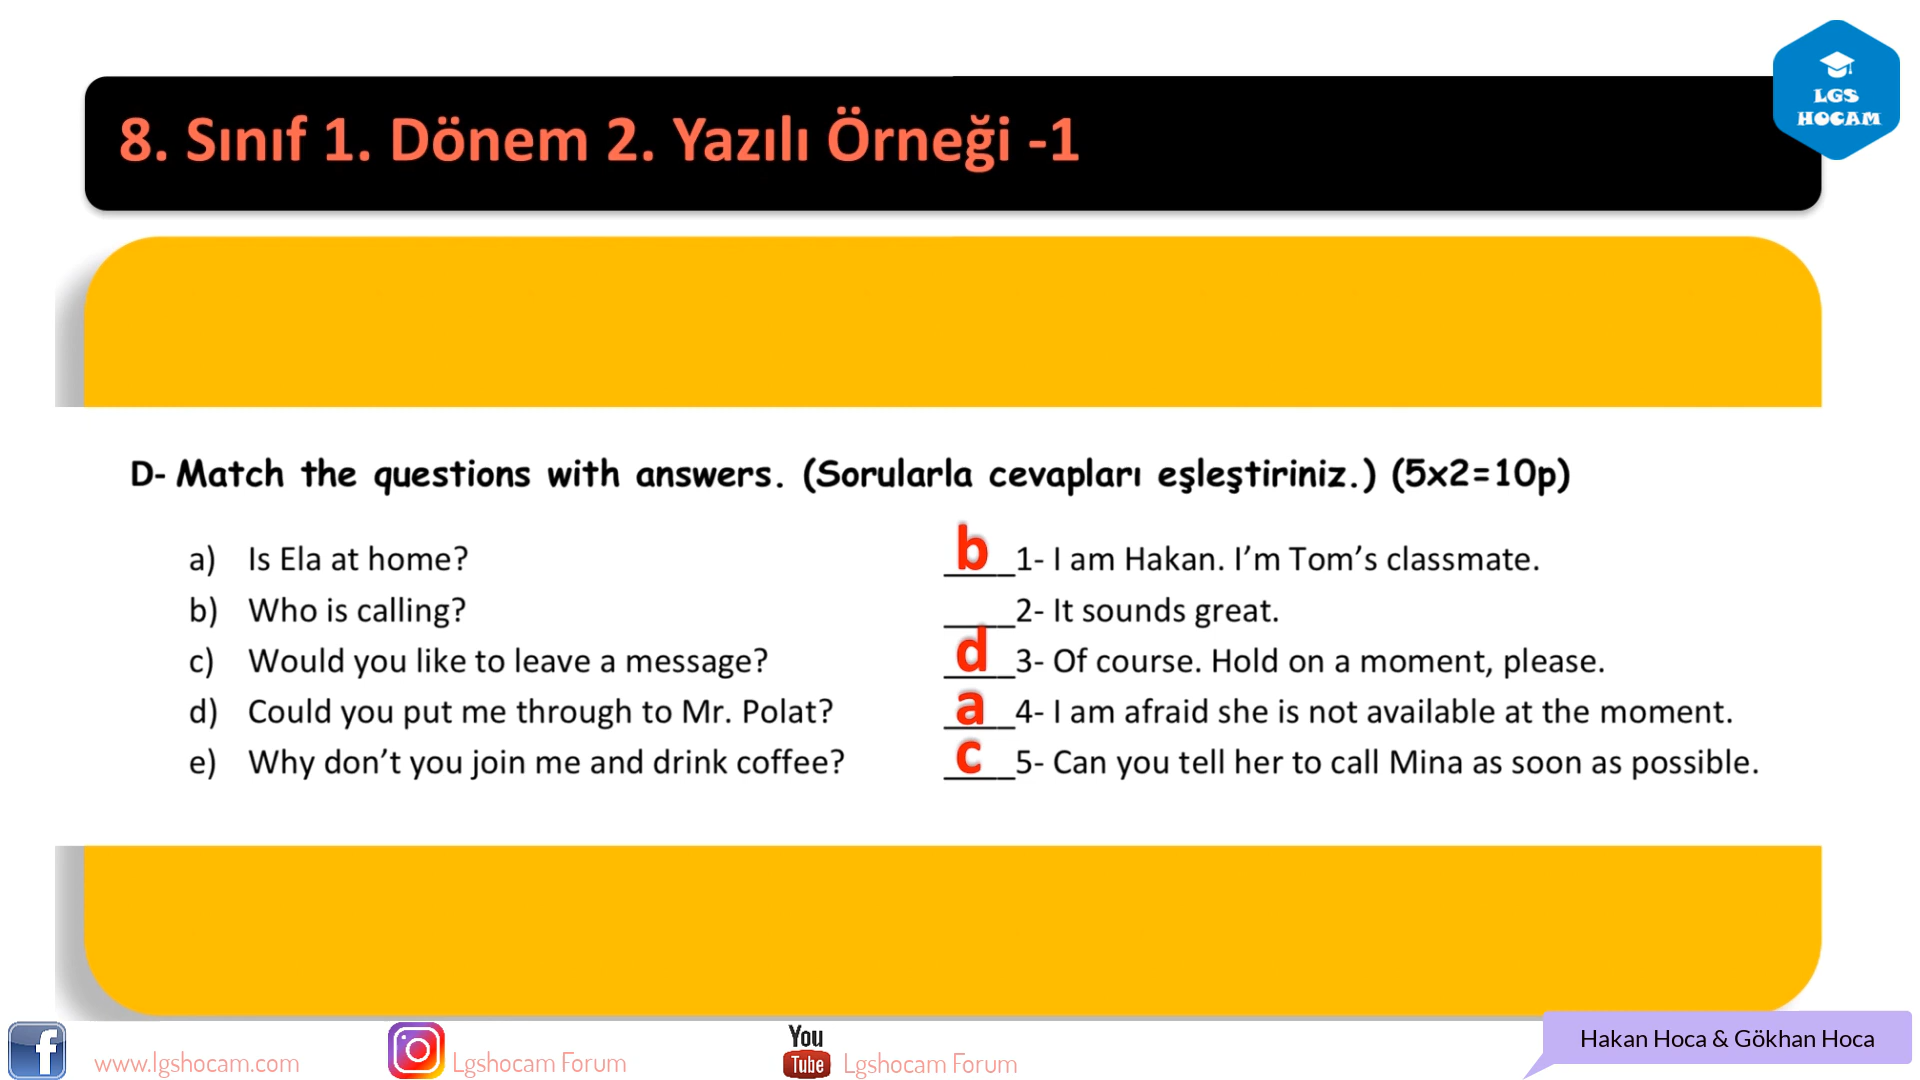 LGS
HOCAM
8. Sınıf 1. Dönem 2. Yazılı Örneği -1
D- Match the questions with answers. (Sorularla cevapları eşleştiriniz.) (5x2=10p)
a) Is Ela at home?
b) Who is calling?
c) Would you like to leave a message?
d) Could you put me through to Mr. Polat?
e) Why don't you join me and drink coffee?
b 1- I am Hakan. I'm Tom's classmate.
____2- It sounds great.
d 3- Of course. Hold on a moment, please.
a 4- I am afraid she is not available at the moment.
c 5- Can you tell her to call Mina as soon as possible.
www.lgshocam.com
Lgshocam Forum
You
Tube
Lgshocam Forum
Hakan Hoca & Gökhan Hoca